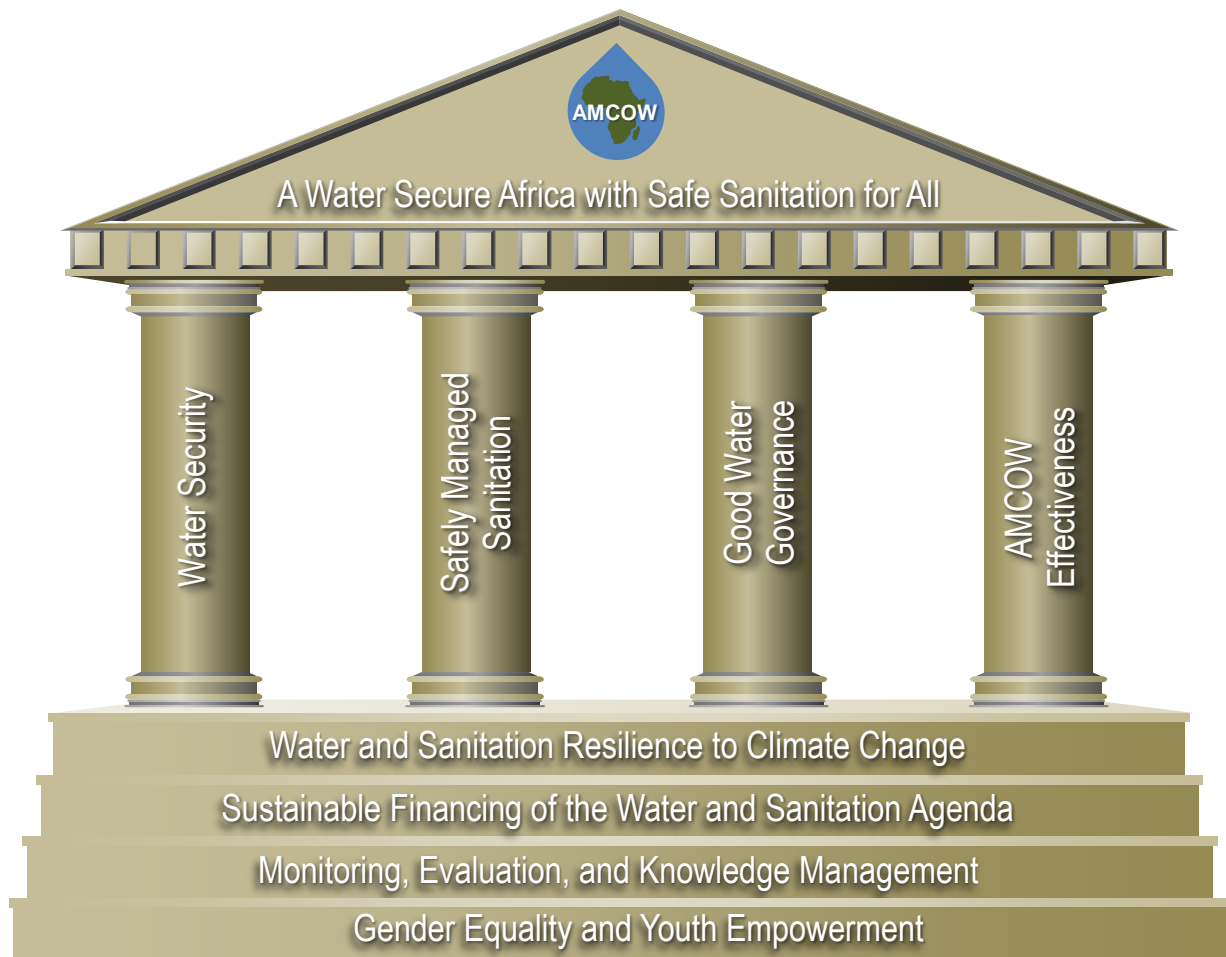 AMCOW
A Water Secure Africa with Safe Sanitation for All
Water Security
Safely Managed
Sanitation
Good Water
Governance
AMCOW
Effectiveness
Water and Sanitation Resilience to Climate Change
Sustainable Financing of the Water and Sanitation Agenda
Monitoring, Evaluation, and Knowledge Management
Gender Equality and Youth Empowerment